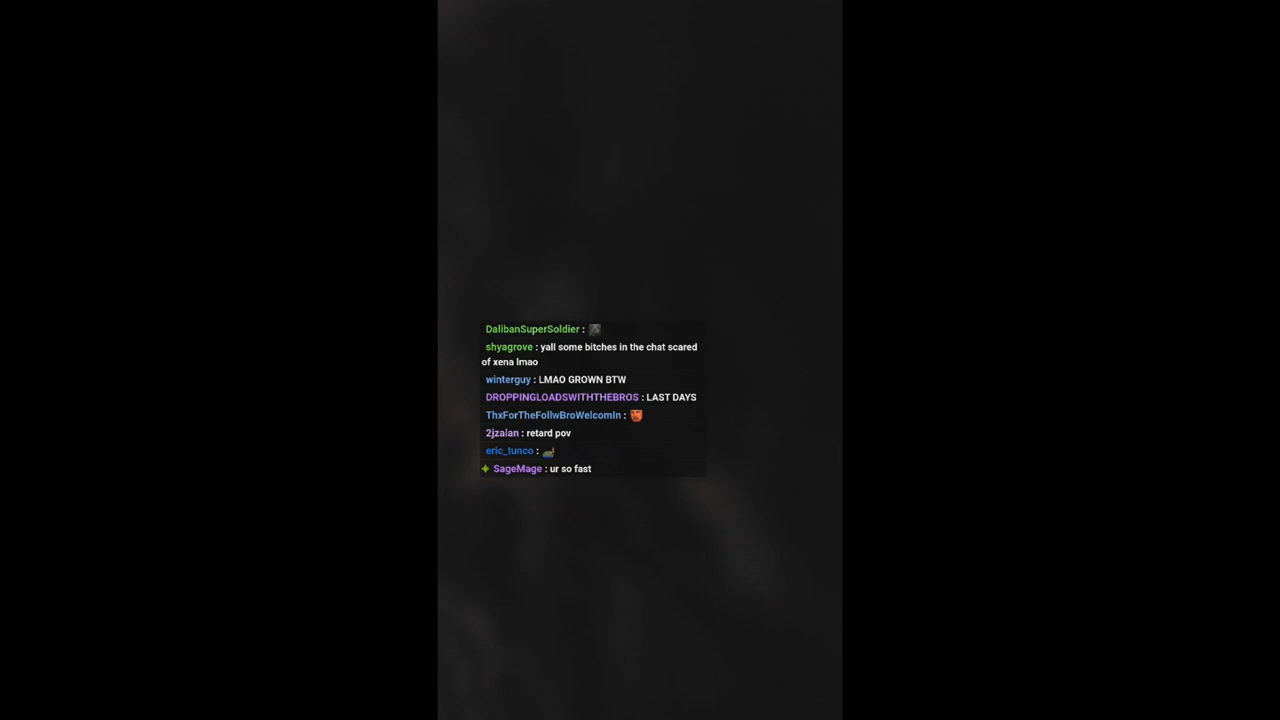 DalibanSuperSoldier :
shyagrove : yall some bitches in the chat scared
of xena lmao
winterguy : LMAO GROWN BTW
DROPPINGLOADSWITHTHEBROS : LAST DAYS
ThxForTheFollwBroWelcomIn :
2jzalan : retard pov
eric_tunco :
SageMage : ur so fast